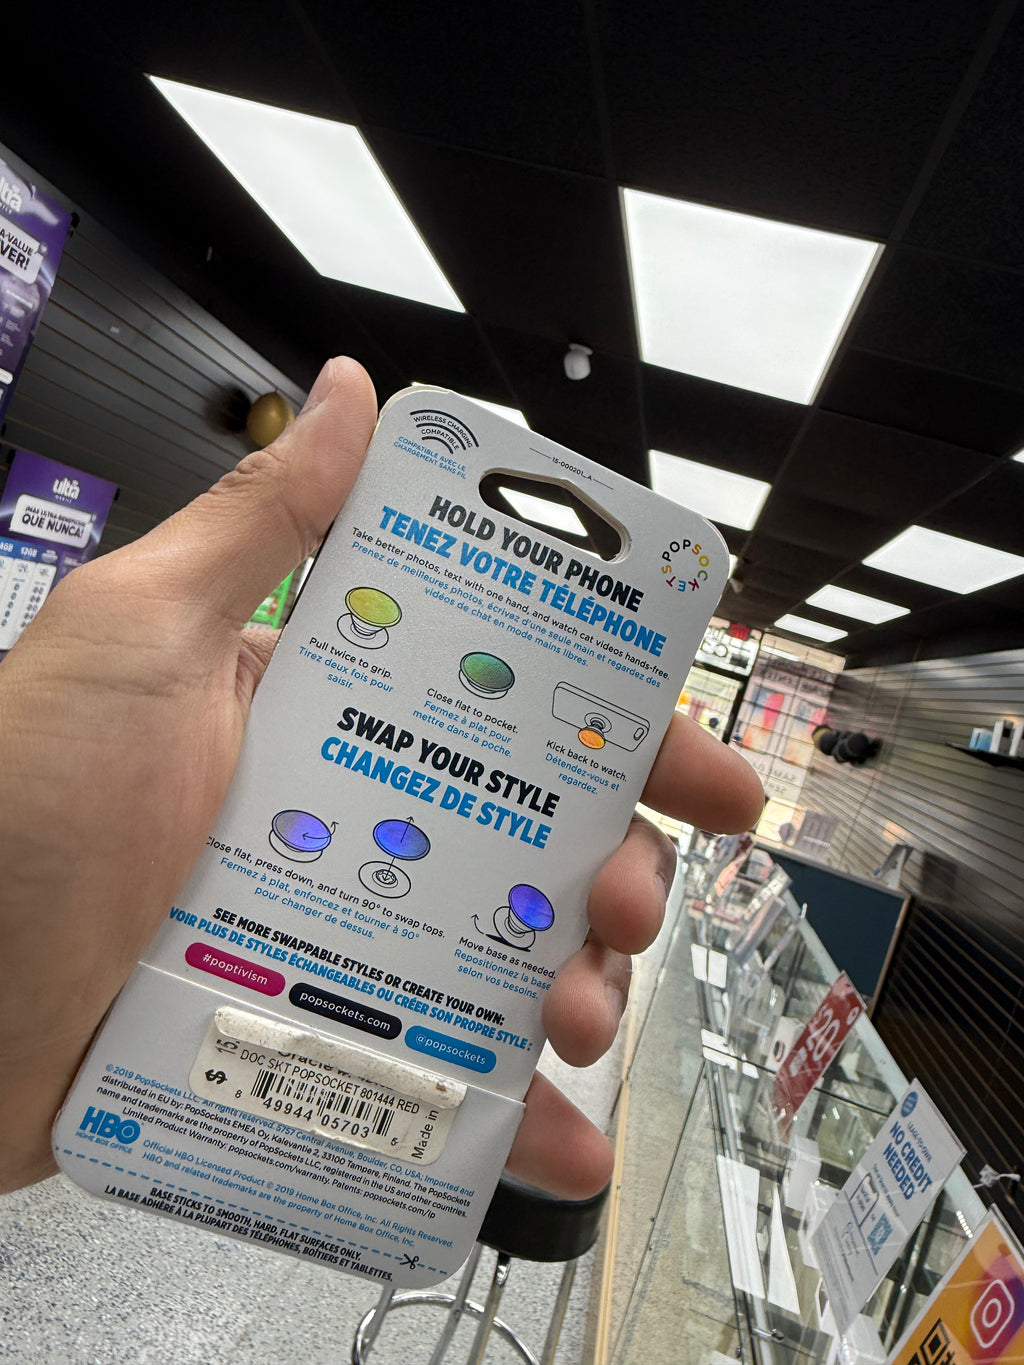 WIRELESS CHARGING
COMPATIBLE
COMPATIBLE AVEC LE
CHARGEMENT SANS FIL
15-000201_A
POPSOCKETS
HOLD YOUR PHONE
TENEZ VOTRE TÉLÉPHONE
Take better photos, text with one hand, and watch cat videos hands-free.
Prenez de meilleures photos, écrivez d'une seule main et regardez des
vidéos de chat en mode mains libres.
Pull twice to grip.
Tirez deux fois pour
saisir.
Close flat to pocket.
Fermez à plat pour
mettre dans la poche.
Kick back to watch.
Détendez-vous et
regardez.
SWAP YOUR STYLE
CHANGEZ DE STYLE
Close flat, press down, and turn 90° to swap tops.
Fermez à plat, enfoncez et tourner à 90°
pour changer de dessus.
Move base as needed.
Repositionnez la base
selon vos besoins.
SEE MORE SWAPPABLE STYLES OR CREATE YOUR OWN:
VOIR PLUS DE STYLES ÉCHANGEABLES OU CRÉER SON PROPRE STYLE :
#poptivism
popsockets.com
@popsockets
DOC SKT POPSOCKET 801444 RED
8 49944 05703 5
Made in
© 2019 PopSockets LLC. All rights reserved. 5757 Central Avenue, Boulder, CO, USA. Imported and
distributed in EU by: PopSockets EMEA Oy, Kalevantie 2, 33100 Tampere, Finland. The PopSockets
name and trademarks are the property of PopSockets LLC, registered in the US and other countries.
Limited Product Warranty: popsockets.com/warranty. Patents: popsockets.com/ip
HBO
HOME BOX OFFICE
Official HBO Licensed Product © 2019 Home Box Office, Inc. All Rights Reserved.
HBO and related trademarks are the property of Home Box Office, Inc.
BASE STICKS TO SMOOTH, HARD, FLAT SURFACES ONLY.
LA BASE ADHÈRE À LA PLUPART DES TÉLÉPHONES, BOÎTIERS ET TABLETTES,
ultra
A-VALUE
VER!
ultra
MOBILE
¡MÁS ULTRA-BENEFICIOS
QUE NUNCA!
12GB
$20
LEASE-TO-OWN
NO CREDIT
NEEDED